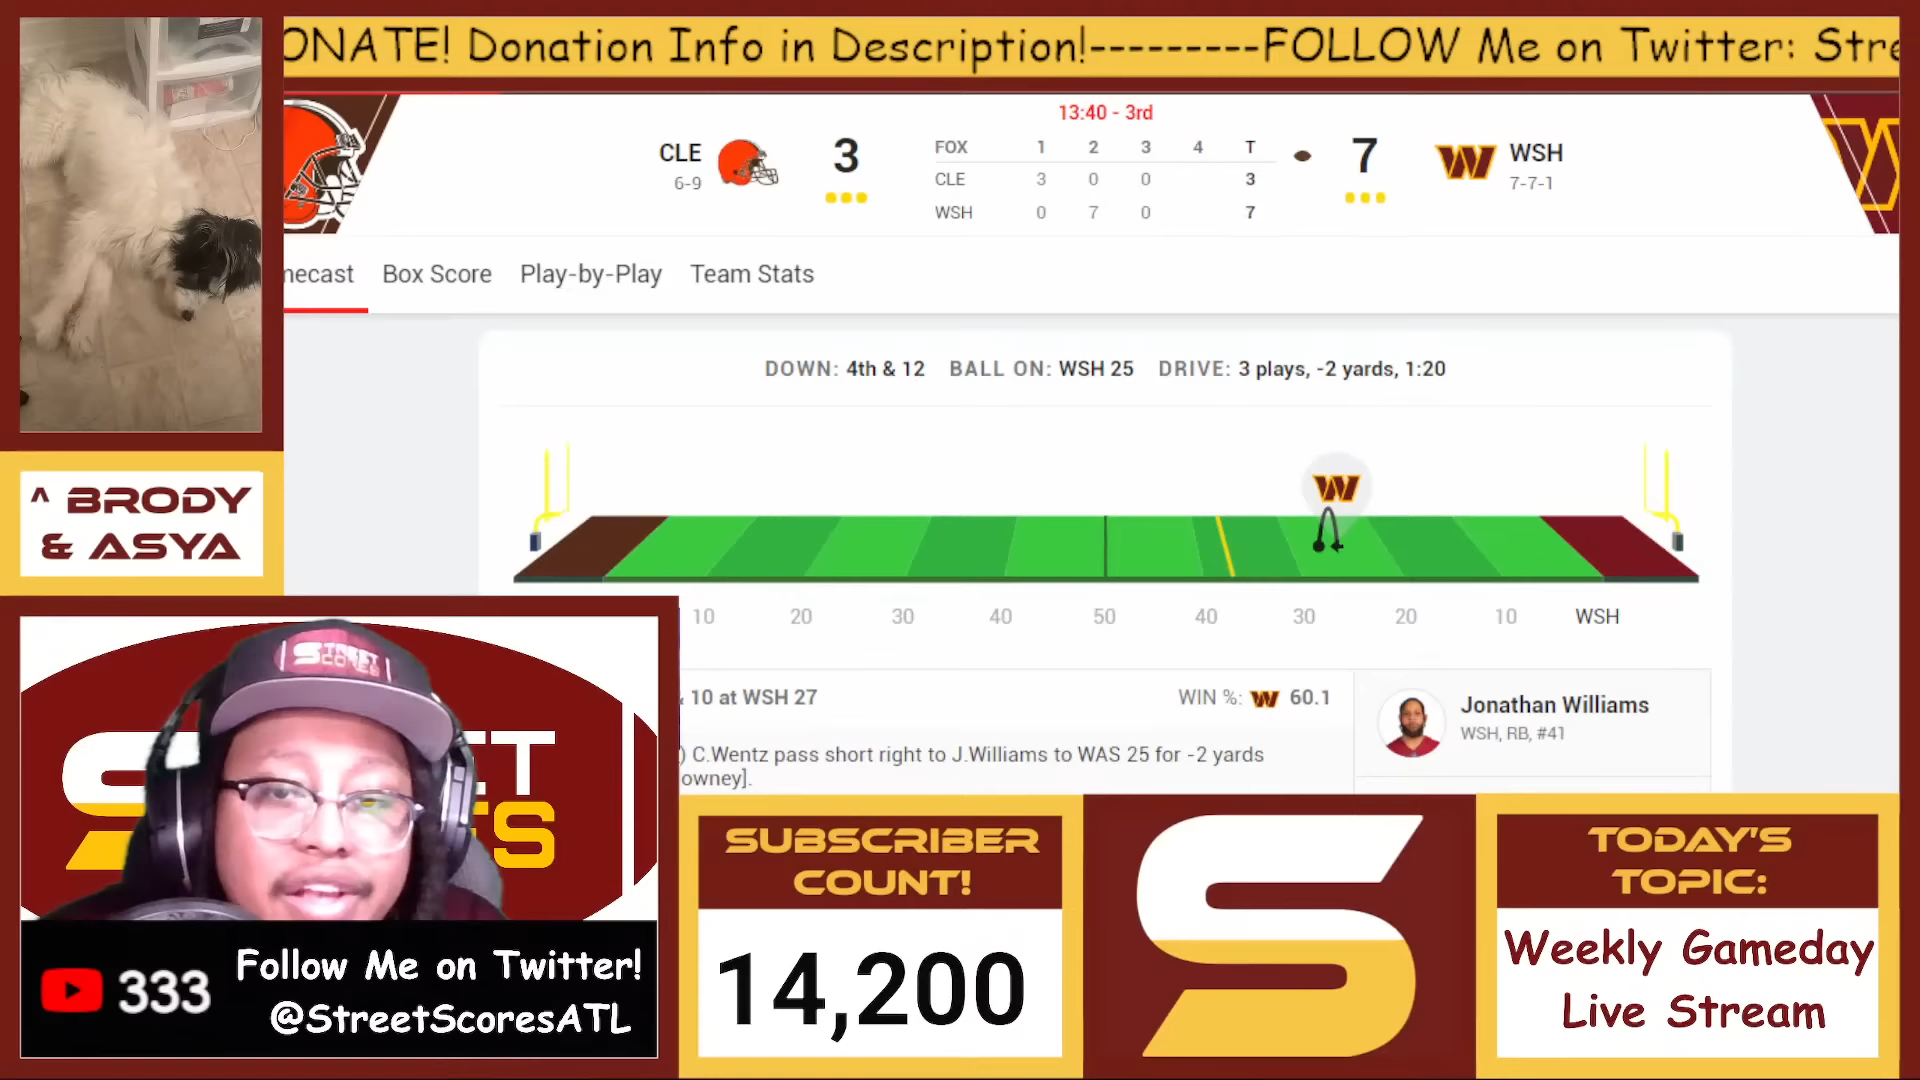 ONATE! Donation Info in Description!---------FOLLOW Me on Twitter: Stre
13:40 - 3rd
CLE
6-9
3
FOX 1 2 3 4 T
CLE 3 0 0 3
WSH 0 7 0 7
7
WSH
7-7-1
necast Box Score Play-by-Play Team Stats
DOWN: 4th & 12 BALL ON: WSH 25 DRIVE: 3 plays, -2 yards, 1:20
10 20 30 40 50 40 30 20 10 WSH
10 at WSH 27
WIN %: 60.1
) C.Wentz pass short right to J.Williams to WAS 25 for -2 yards
owney].
Jonathan Williams
WSH, RB, #41
^ BRODY
& ASYA
STREET
SCORES
ET
ES
333
Follow Me on Twitter!
@StreetScoresATL
SUBSCRIBER
COUNT!
14,200
S
TODAY'S
TOPIC:
Weekly Gameday
Live Stream